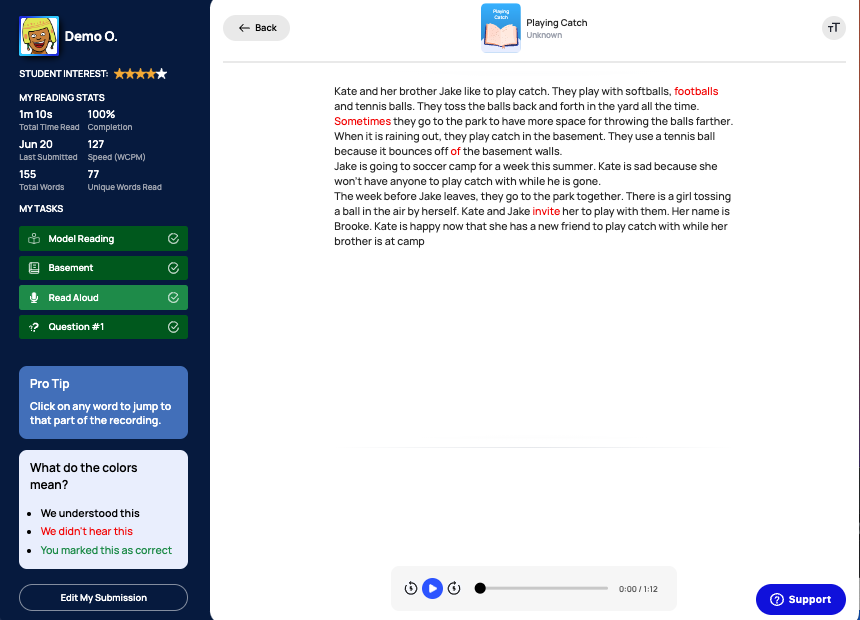 Demo O.
STUDENT INTEREST:
MY READING STATS
1m 10s 100%
Total Time Read Completion
Jun 20 127
Last Submitted Speed (WCPM)
155 77
Total Words Unique Words Read
MY TASKS
Model Reading
Basement
Read Aloud
Question #1
Pro Tip
Click on any word to jump to
that part of the recording.
What do the colors
mean?
We understood this
We didn't hear this
You marked this as correct
Edit My Submission
Back
Playing
Catch
Playing Catch
Unknown
TT
Kate and her brother Jake like to play catch. They play with softballs, footballs
and tennis balls. They toss the balls back and forth in the yard all the time.
Sometimes they go to the park to have more space for throwing the balls farther.
When it is raining out, they play catch in the basement. They use a tennis ball
because it bounces off of the basement walls.
Jake is going to soccer camp for a week this summer. Kate is sad because she
won't have anyone to play catch with while he is gone.
The week before Jake leaves, they go to the park together. There is a girl tossing
a ball in the air by herself. Kate and Jake invite her to play with them. Her name is
Brooke. Kate is happy now that she has a new friend to play catch with while her
brother is at camp
0:00 / 1:12
Support